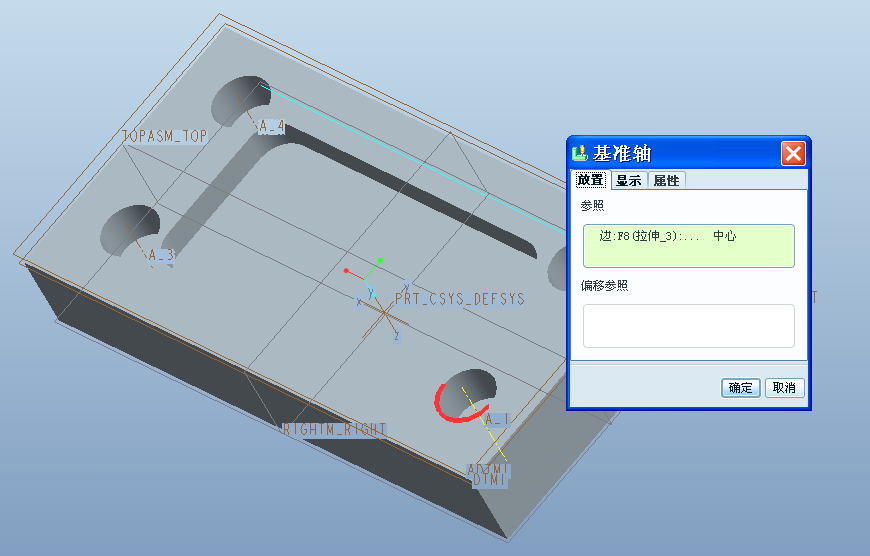 A_4
TOPASM_TOP
A_3
PRT_CSYS_DEFSYS
X
Y
Y
Z
A_1
RIGHTM_RIGHT
DTM1
T
基准轴
放置 显示 属性
参照
边:F8(拉伸_3):... 中心
偏移参照
确定 取消